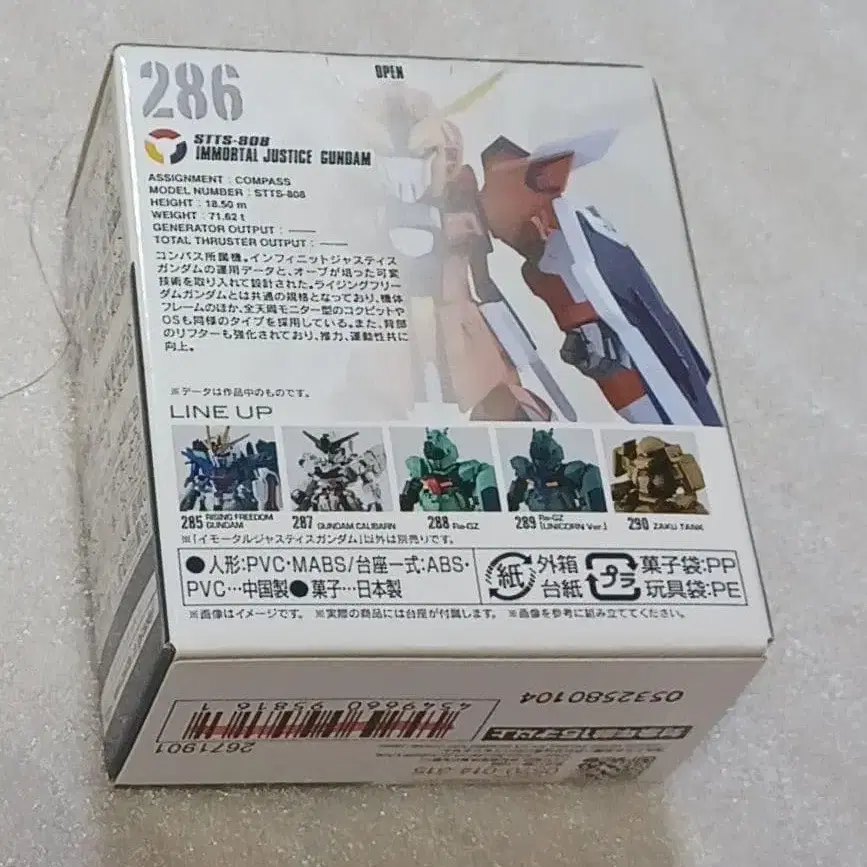 286
OPEN
STTS-808
IMMORTAL JUSTICE GUNDAM
ASSIGNMENT : COMPASS
MODEL NUMBER : STTS-808
HEIGHT : 18.50 m
WEIGHT : 71.62 t
GENERATOR OUTPUT : ——
TOTAL THRUSTER OUTPUT : ——
コンパス所属機。インフィニットジャスティス
ガンダムの運用データと、オーブが培った可変
技術を取り入れて設計された。ライジングフリー
ダムガンダムとは共通の規格となっており、機体
フレームのほか、全天周モニター型のコクピットや
OSも同様のタイプを採用している。また、背部
のリフターも強化されており、推力、運動性共に
向上。
※データは作品中のものです。
LINE UP
285 RISING FREEDOM GUNDAM
287 GUNDAM CALIBARN
288 Re-GZ
289 Re-GZ [UNICORN Ver.]
290 ZAKU TANK
※「イモータルジャスティスガンダム」以外は別売りです。
●人形:PVC・MABS/台座一式:ABS・
PVC…中国製●菓子…日本製
紙 外箱 台紙
プラ 菓子袋:PP 玩具袋:PE
※画像はイメージです。 ※実際の商品には台座が付属します。 ※画像を参考に組み立ててください。
0532580104
4549660958161
2671901
対象年齢15才以上